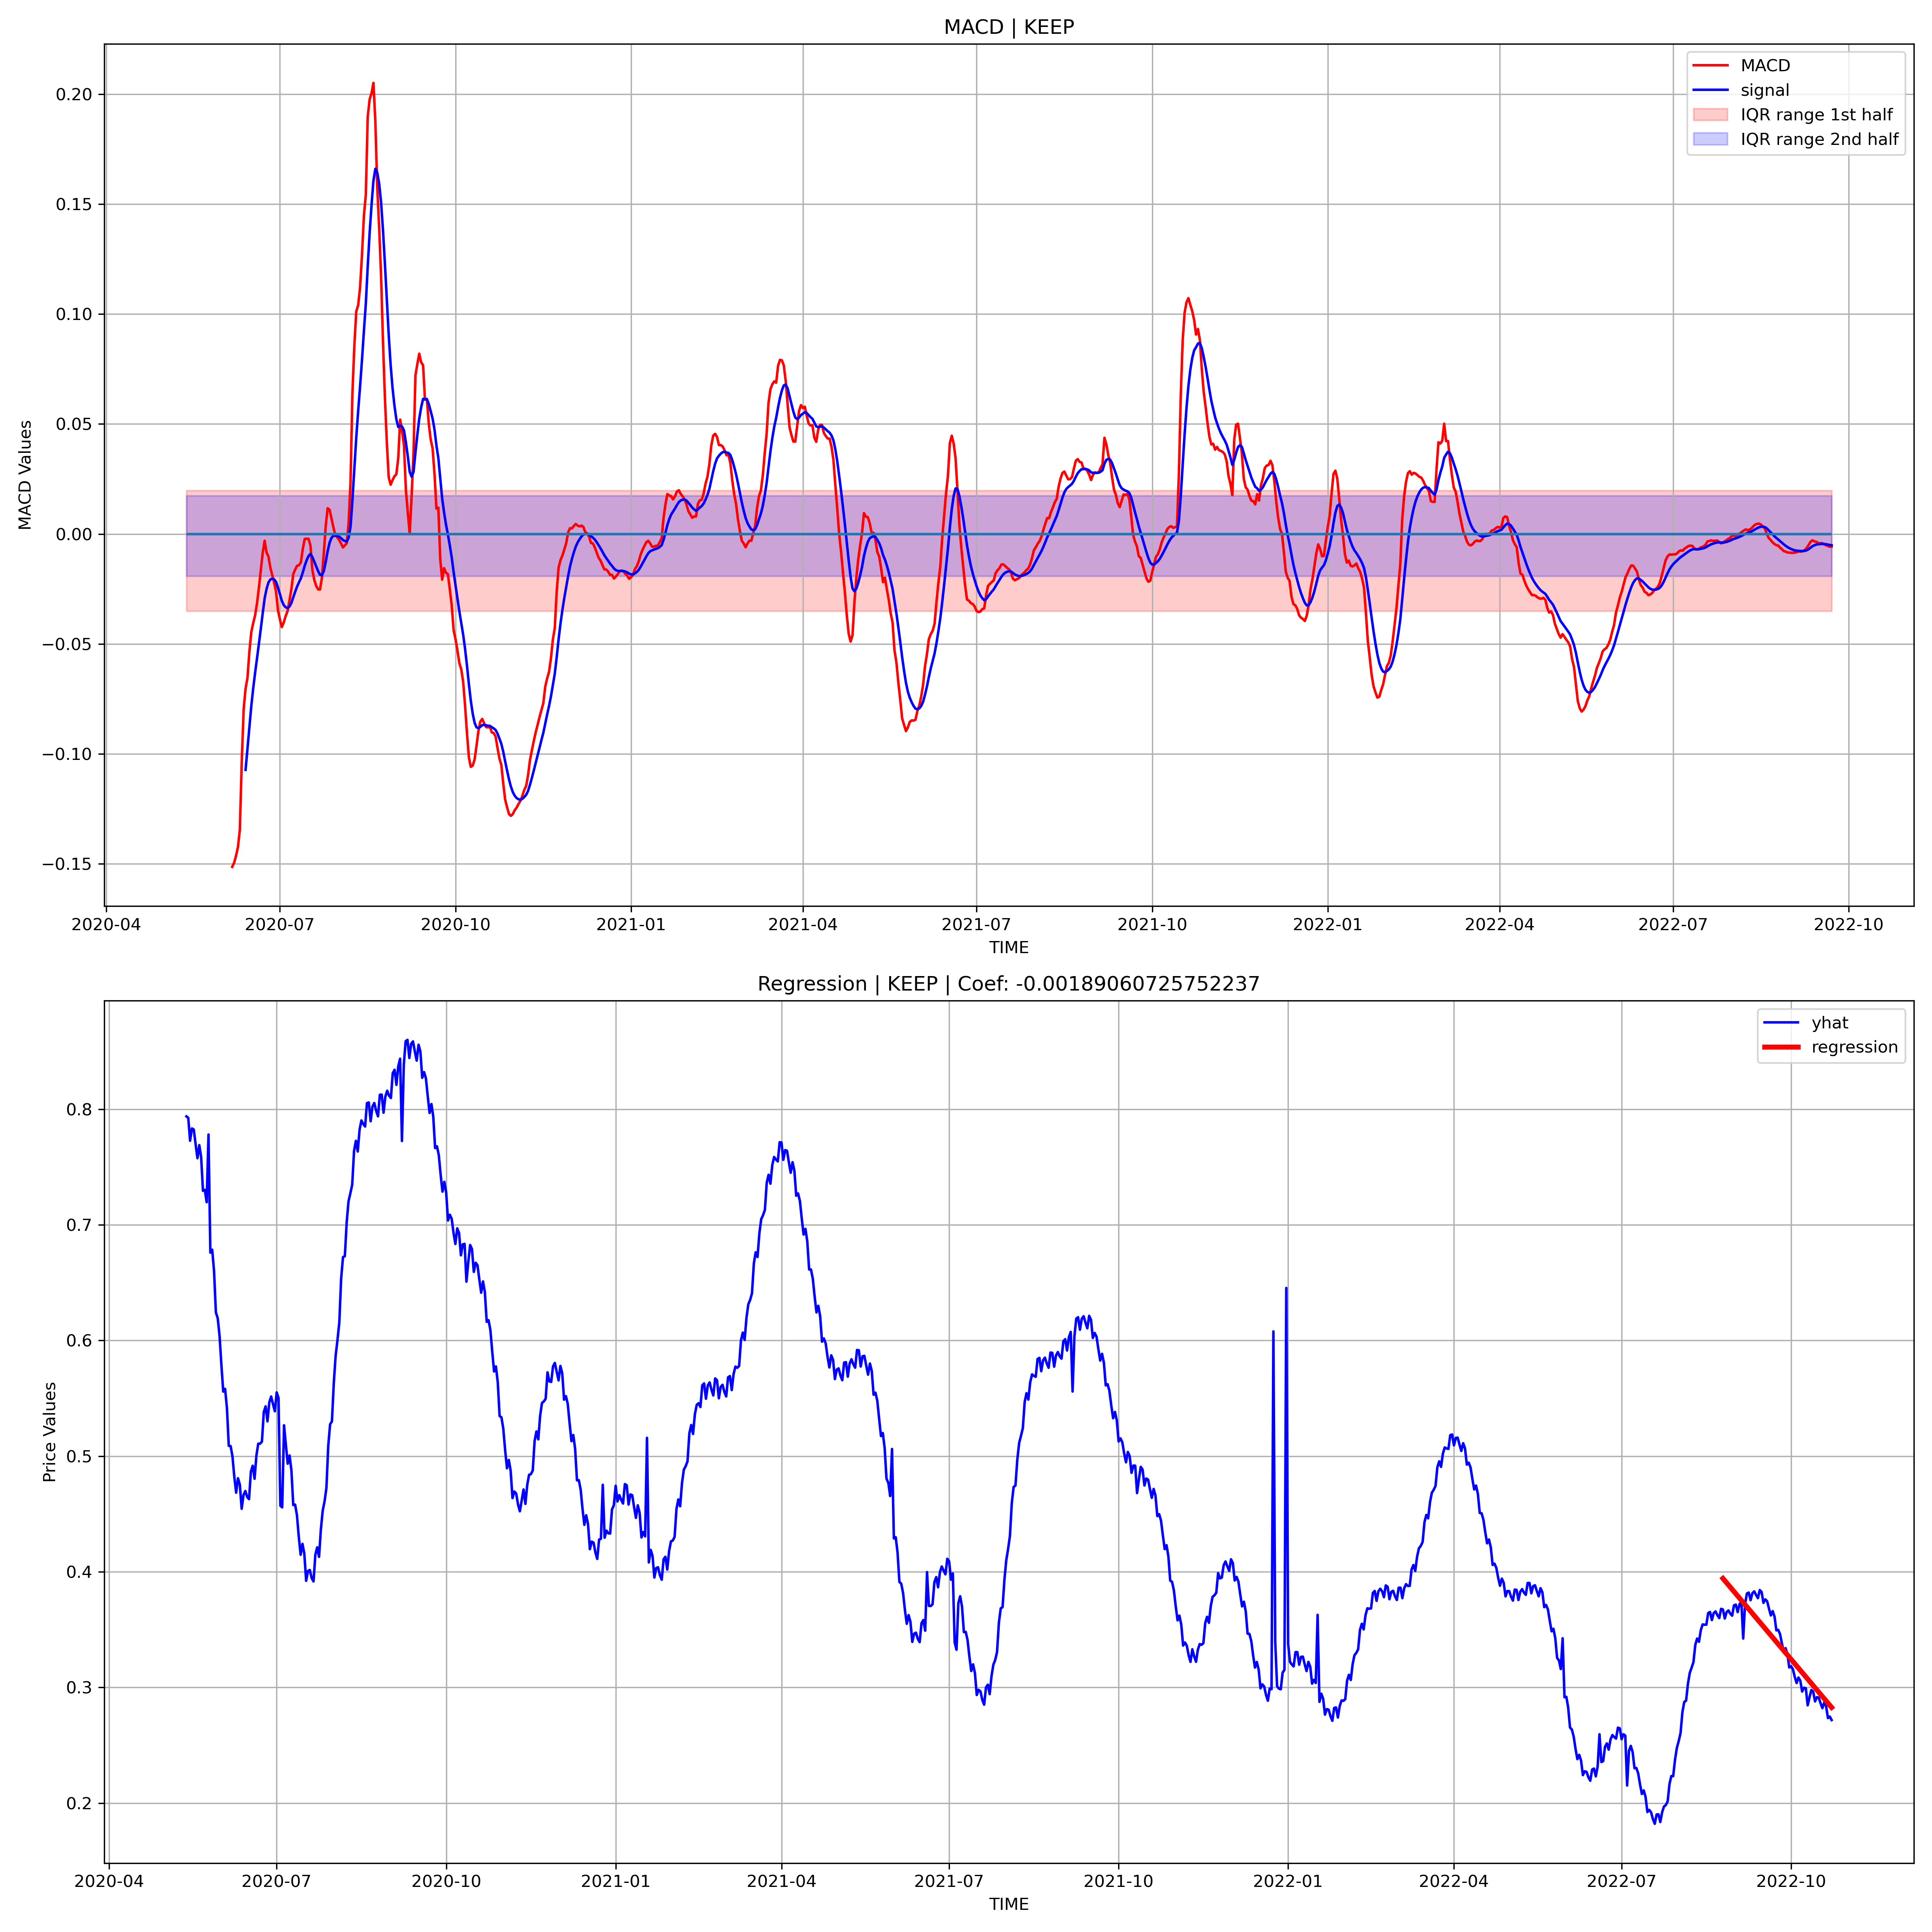 MACD | KEEP
MACD
signal
IQR range 1st half
IQR range 2nd half
MACD Values
0.20
0.15
0.10
0.05
0.00
−0.05
−0.10
−0.15
2020-04 2020-07 2020-10 2021-01 2021-04 2021-07 2021-10 2022-01 2022-04 2022-07 2022-10
TIME
Regression | KEEP | Coef: -0.00189060725752237
yhat
regression
Price Values
0.8
0.7
0.6
0.5
0.4
0.3
0.2
2020-04 2020-07 2020-10 2021-01 2021-04 2021-07 2021-10 2022-01 2022-04 2022-07 2022-10
TIME